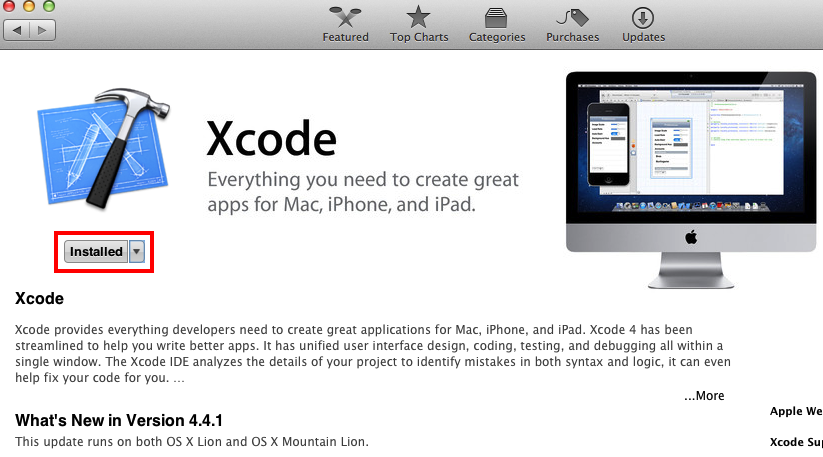 Featured
Top Charts
Categories
Purchases
Updates
Xcode
Everything you need to create great
apps for Mac, iPhone, and iPad.
Installed
Xcode
Xcode provides everything developers need to create great applications for Mac, iPhone, and iPad. Xcode 4 has been
streamlined to help you write better apps. It has unified user interface design, coding, testing, and debugging all within a
single window. The Xcode IDE analyzes the details of your project to identify mistakes in both syntax and logic, it can even
help fix your code for you. ...
...More
What's New in Version 4.4.1
This update runs on both OS X Lion and OS X Mountain Lion.
Apple We
Xcode Sup